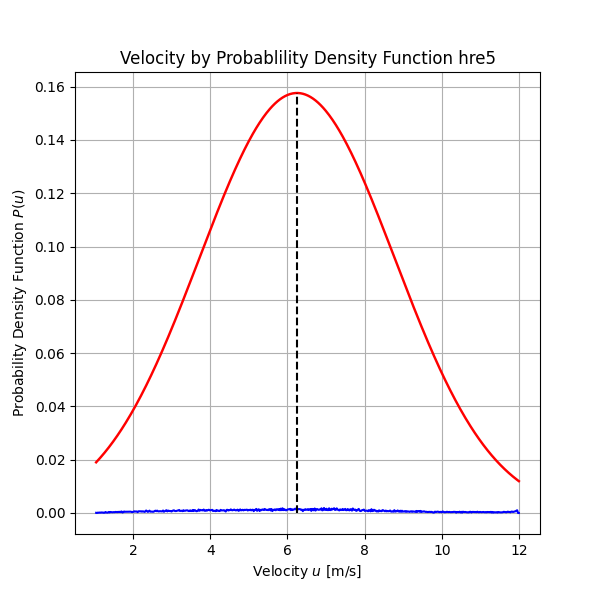 Velocity by Probablility Density Function hre5
Probability Density Function P(u)
0.16
0.14
0.12
0.10
0.08
0.06
0.04
0.02
0.00
2 4 6 8 10 12
Velocity u [m/s]